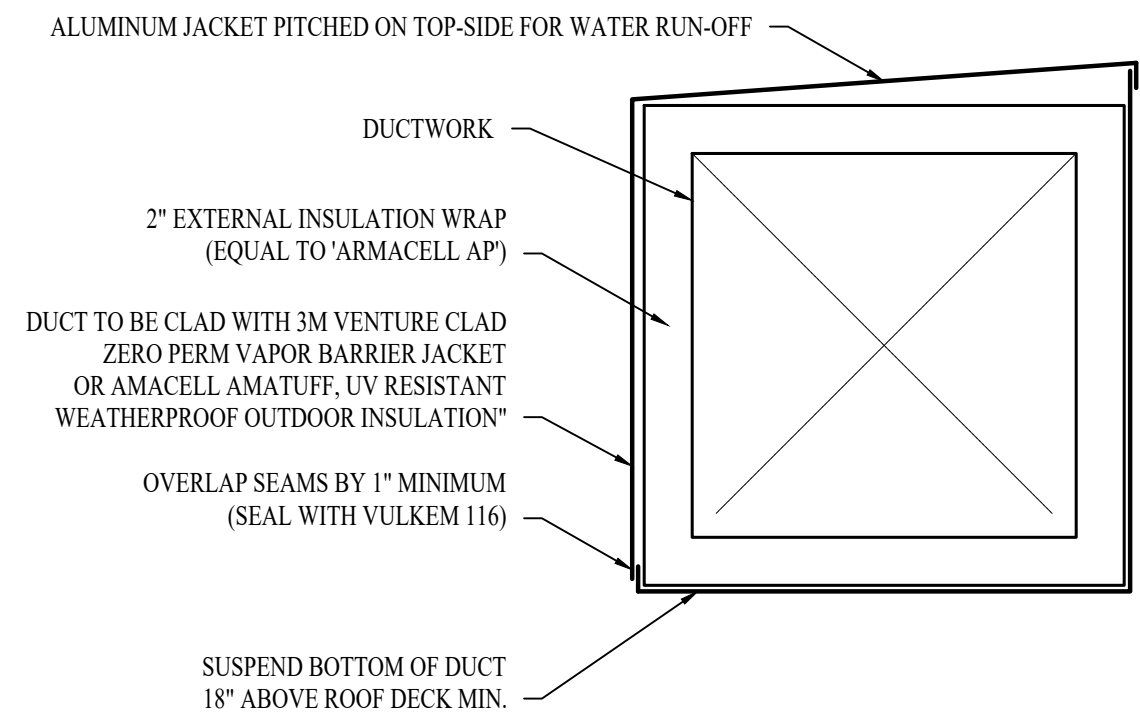 ALUMINUM JACKET PITCHED ON TOP-SIDE FOR WATER RUN-OFF
DUCTWORK
2" EXTERNAL INSULATION WRAP
(EQUAL TO 'ARMACELL AP')
DUCT TO BE CLAD WITH 3M VENTURE CLAD
ZERO PERM VAPOR BARRIER JACKET
OR AMACELL AMATUFF, UV RESISTANT
WEATHERPROOF OUTDOOR INSULATION"
OVERLAP SEAMS BY 1" MINIMUM
(SEAL WITH VULKEM 116)
SUSPEND BOTTOM OF DUCT
18" ABOVE ROOF DECK MIN.